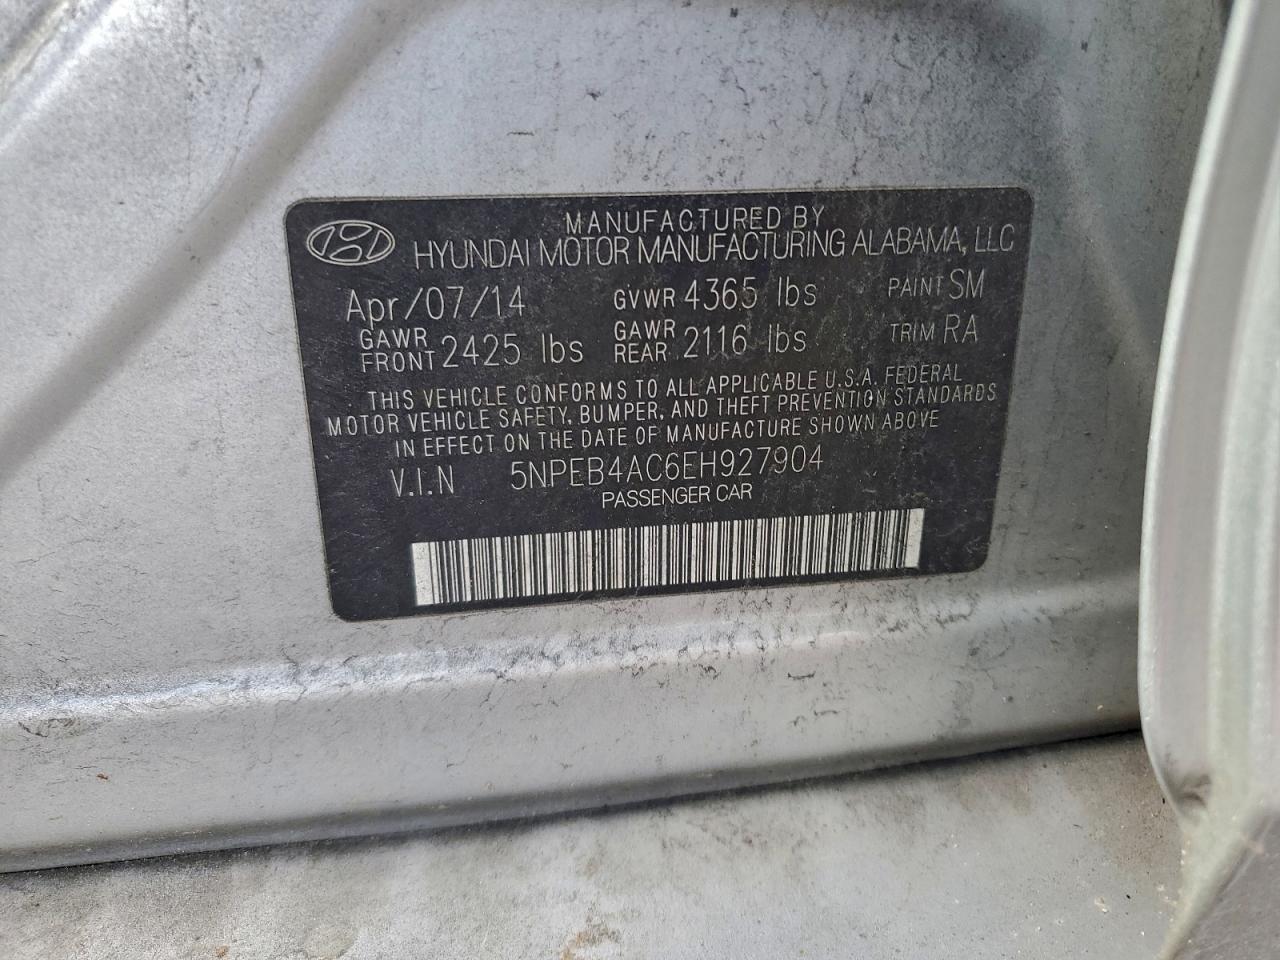 MANUFACTURED BY
HYUNDAI MOTOR MANUFACTURING ALABAMA, LLC
Apr/07/14 GVWR 4365 lbs PAINT SM
GAWR FRONT 2425 lbs GAWR REAR 2116 lbs TRIM RA
THIS VEHICLE CONFORMS TO ALL APPLICABLE U.S.A. FEDERAL
MOTOR VEHICLE SAFETY, BUMPER, AND THEFT PREVENTION STANDARDS
IN EFFECT ON THE DATE OF MANUFACTURE SHOWN ABOVE
V.I.N 5NPEB4AC6EH927904
PASSENGER CAR